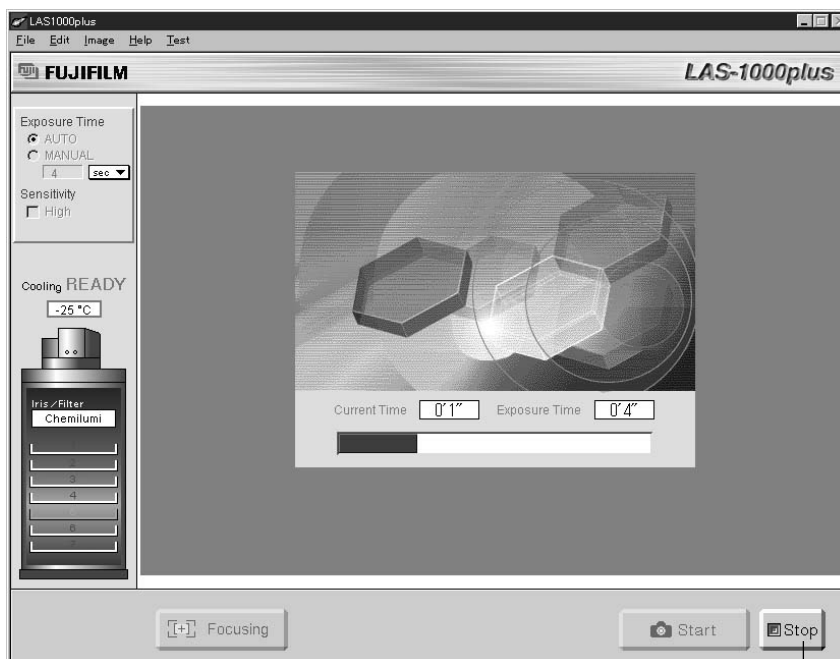 LAS1000plus
File Edit Image Help Test
FUJI FUJIFILM
LAS-1000plus
Exposure Time
AUTO
MANUAL
4 sec
Sensitivity
High
Cooling READY
-25 °C
Iris/Filter
Chemilumi
2
3
4
6
7
Current Time 0'1" Exposure Time 0'4"
[+] Focusing
Start
Stop